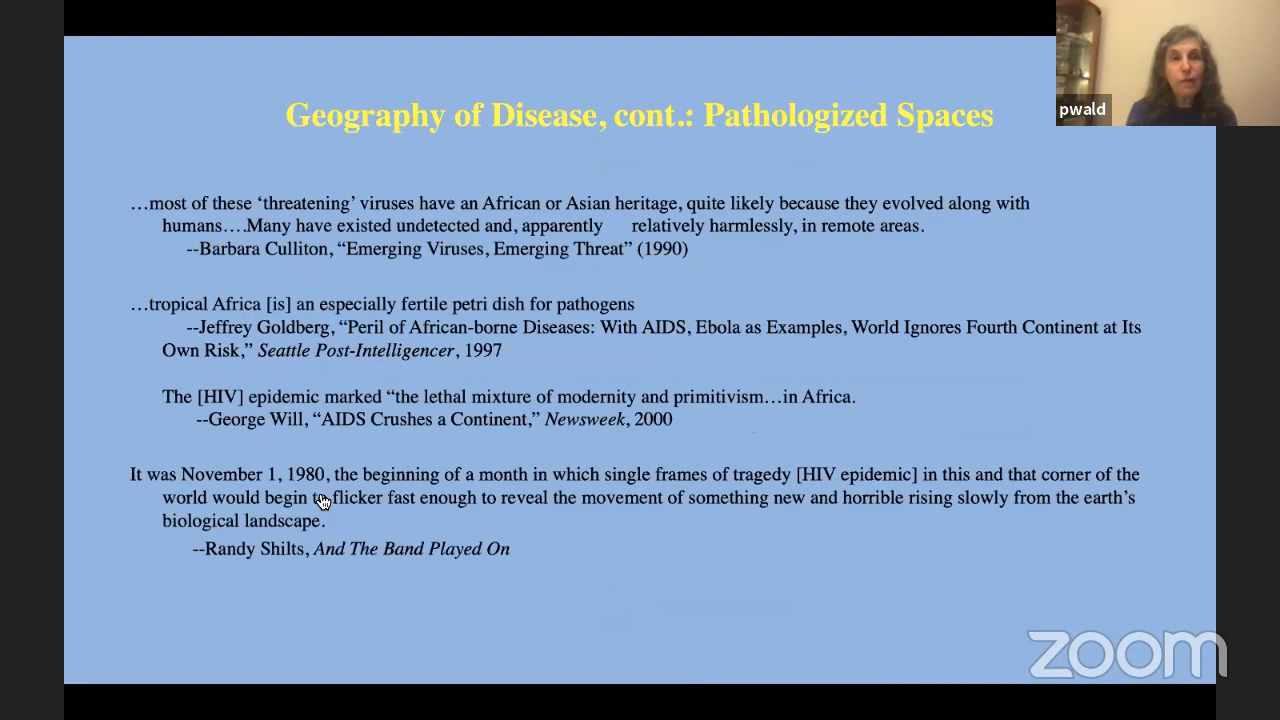 pwald
Geography of Disease, cont.: Pathologized Spaces
…most of these ‘threatening’ viruses have an African or Asian heritage, quite likely because they evolved along with
humans….Many have existed undetected and, apparently relatively harmlessly, in remote areas.
--Barbara Culliton, “Emerging Viruses, Emerging Threat” (1990)
…tropical Africa [is] an especially fertile petri dish for pathogens
--Jeffrey Goldberg, “Peril of African-borne Diseases: With AIDS, Ebola as Examples, World Ignores Fourth Continent at Its
Own Risk,” Seattle Post-Intelligencer, 1997
The [HIV] epidemic marked “the lethal mixture of modernity and primitivism…in Africa.
--George Will, “AIDS Crushes a Continent,” Newsweek, 2000
It was November 1, 1980, the beginning of a month in which single frames of tragedy [HIV epidemic] in this and that corner of the
world would begin to flicker fast enough to reveal the movement of something new and horrible rising slowly from the earth’s
biological landscape.
--Randy Shilts, And The Band Played On
zoom